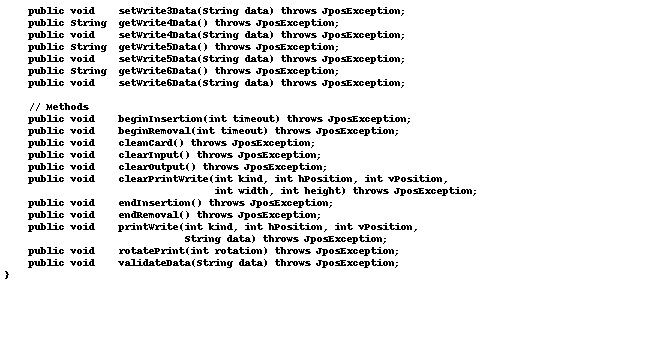 public void    setWrite3Data(String data) throws JposException;
public String  getWrite4Data() throws JposException;
public void    setWrite4Data(String data) throws JposException;
public String  getWrite5Data() throws JposException;
public void    setWrite5Data(String data) throws JposException;
public String  getWrite6Data() throws JposException;
public void    setWrite6Data(String data) throws JposException;
// Methods
public void    beginInsertion(int timeout) throws JposException;
public void    beginRemoval(int timeout) throws JposException;
public void    cleanCard() throws JposException;
public void    clearInput() throws JposException;
public void    clearOutput() throws JposException;
public void    clearPrintWrite(int kind, int hPosition, int vPosition,
int width, int height) throws JposException;
public void    endInsertion() throws JposException;
public void    endRemoval() throws JposException;
public void    printWrite(int kind, int hPosition, int vPosition,
String data) throws JposException;
public void    rotatePrint(int rotation) throws JposException;
public void    validateData(String data) throws JposException;
}